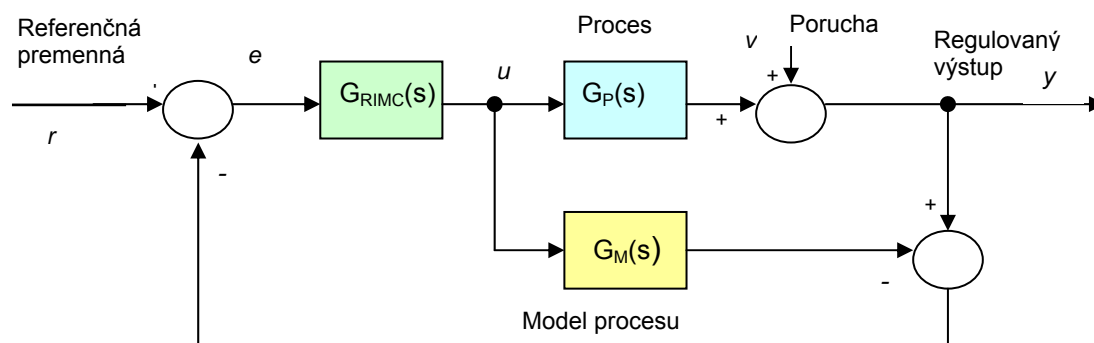 Referenčná
premenná
e
r
-
G_RIMC(s)
u
Proces
G_P(s)
+
v
Porucha
+
Regulovaný
výstup
y
+
-
G_M(s)
Model procesu